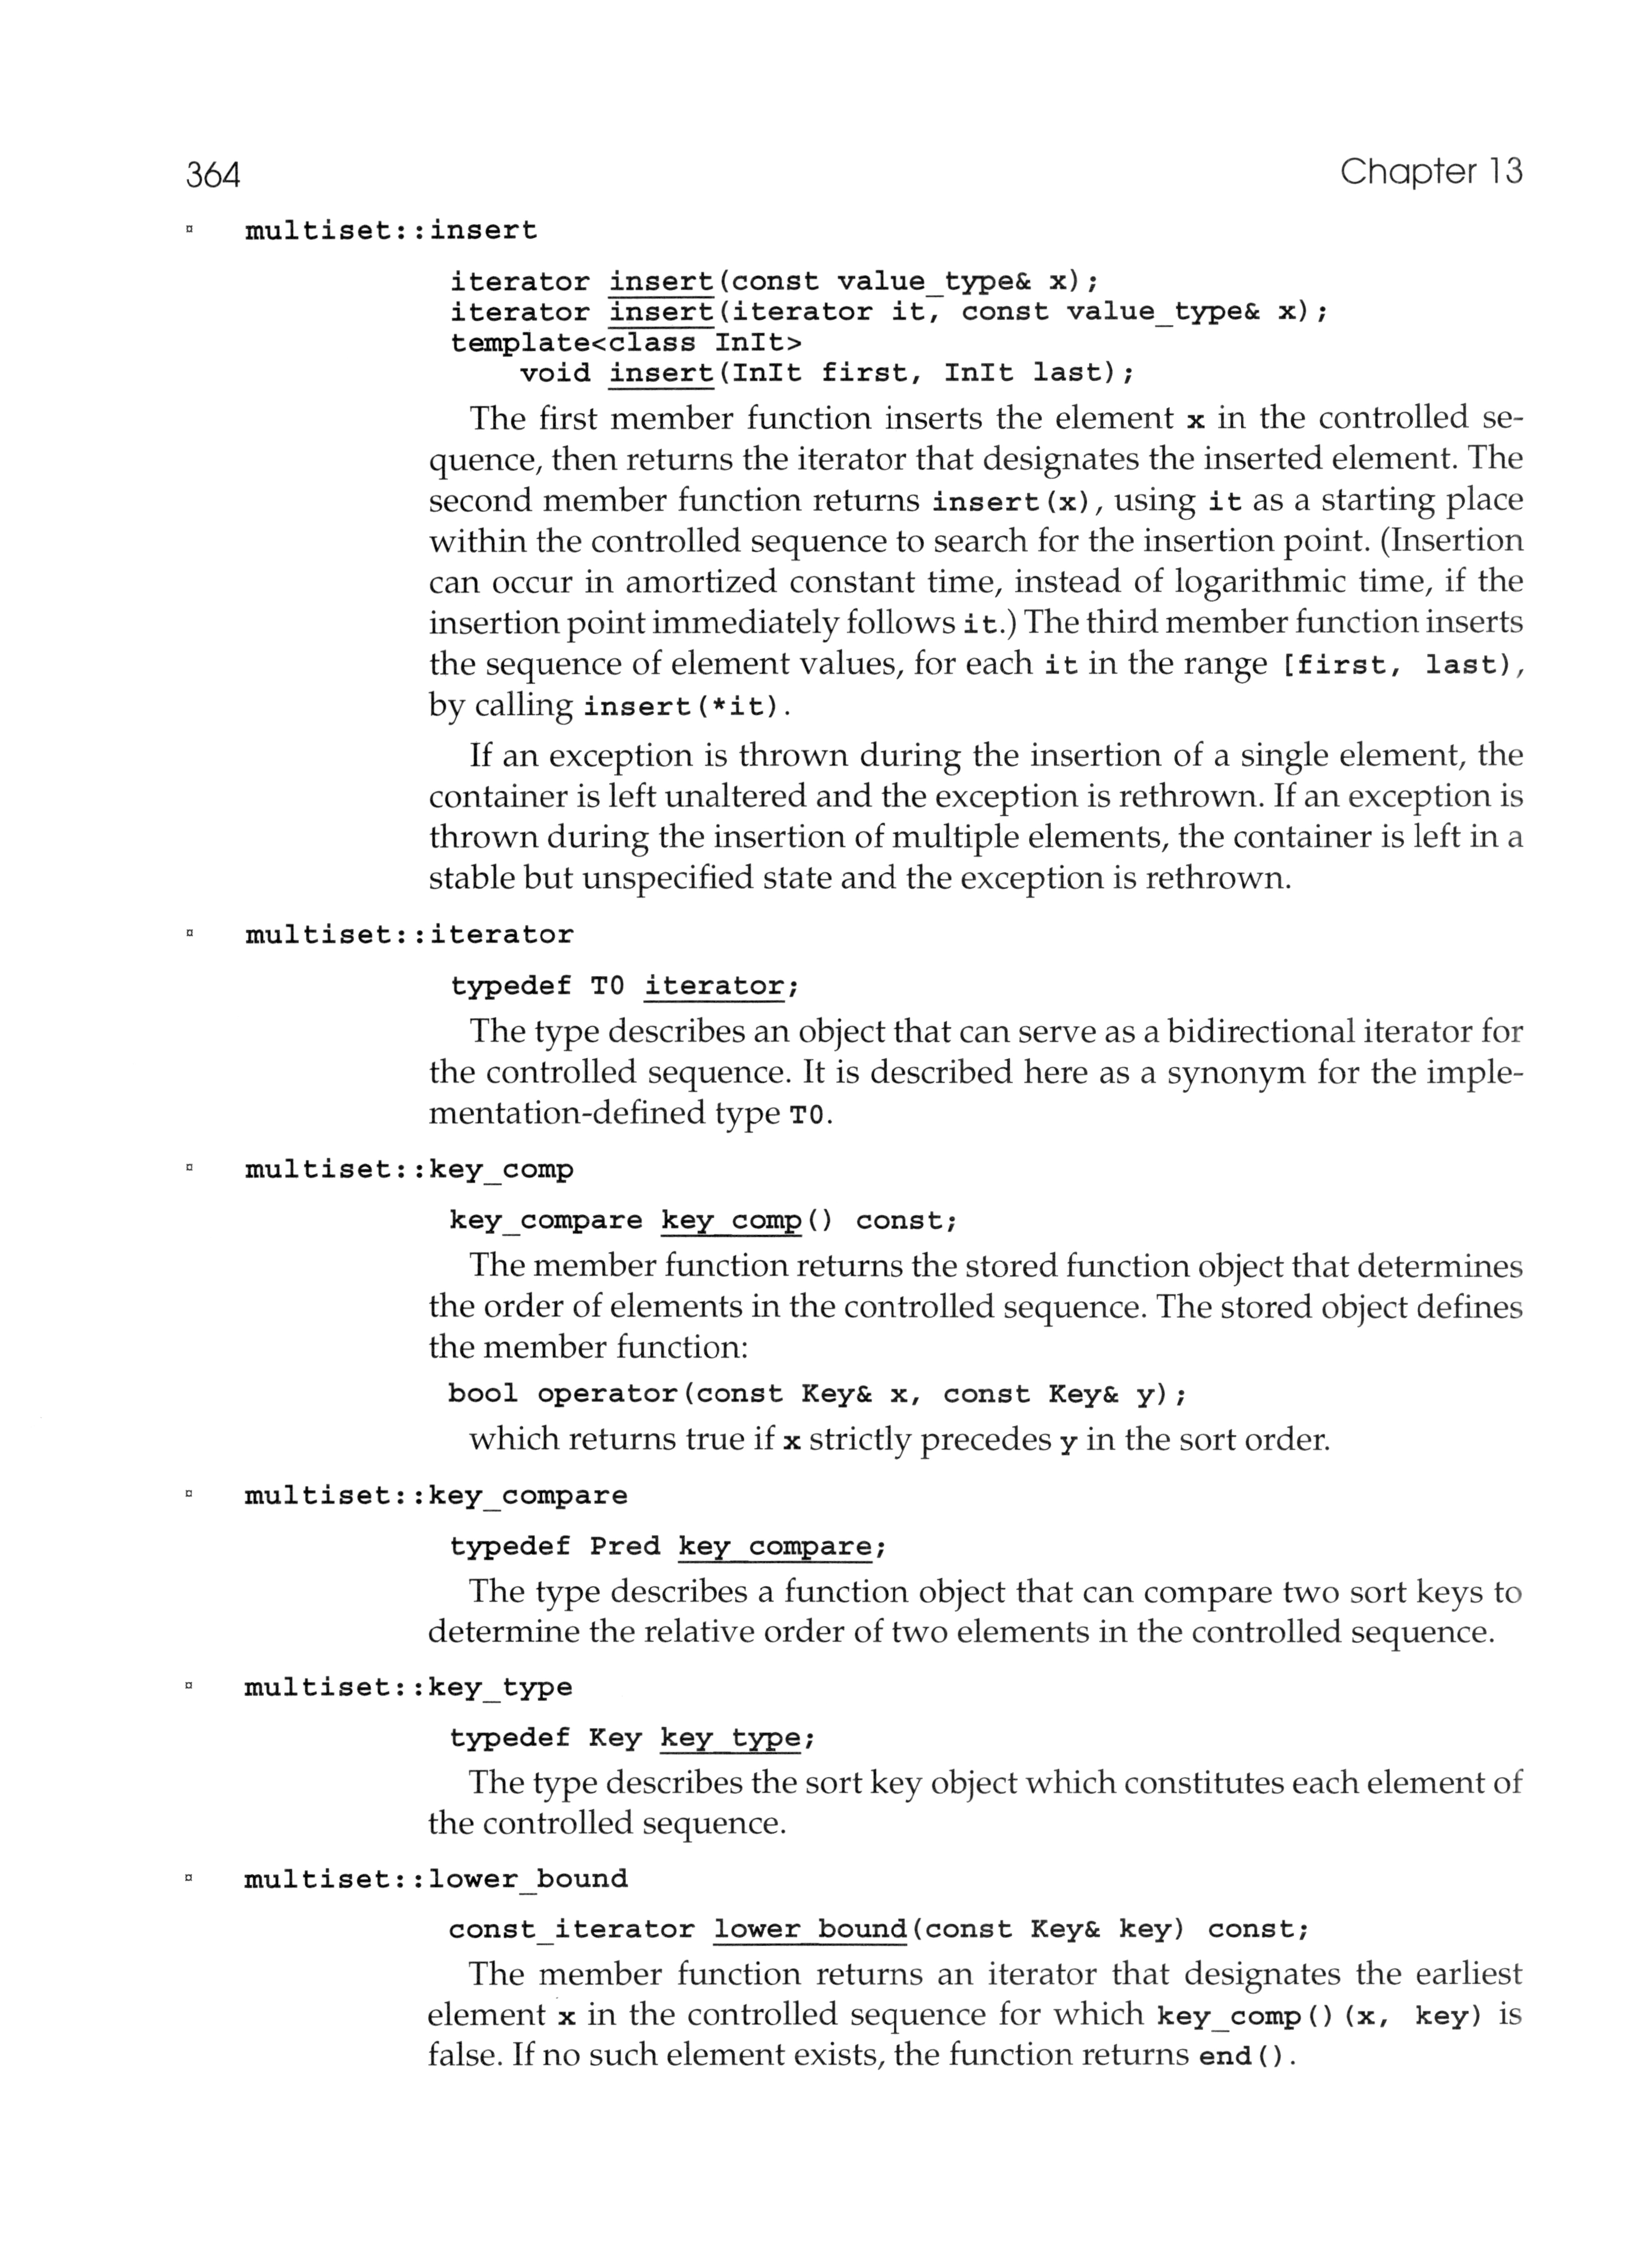 364 Chapter 13
¤ multiset::insert
iterator insert(const value_type& x);
iterator insert(iterator it, const value_type& x);
template<class InIt>
void insert(InIt first, InIt last);
The first member function inserts the element x in the controlled se-
quence, then returns the iterator that designates the inserted element. The
second member function returns insert(x), using it as a starting place
within the controlled sequence to search for the insertion point. (Insertion
can occur in amortized constant time, instead of logarithmic time, if the
insertion point immediately follows it.) The third member function inserts
the sequence of element values, for each it in the range [first, last),
by calling insert(*it).
If an exception is thrown during the insertion of a single element, the
container is left unaltered and the exception is rethrown. If an exception is
thrown during the insertion of multiple elements, the container is left in a
stable but unspecified state and the exception is rethrown.
¤ multiset::iterator
typedef T0 iterator;
The type describes an object that can serve as a bidirectional iterator for
the controlled sequence. It is described here as a synonym for the imple-
mentation-defined type T0.
¤ multiset::key_comp
key_compare key_comp() const;
The member function returns the stored function object that determines
the order of elements in the controlled sequence. The stored object defines
the member function:
bool operator(const Key& x, const Key& y);
which returns true if x strictly precedes y in the sort order.
¤ multiset::key_compare
typedef Pred key_compare;
The type describes a function object that can compare two sort keys to
determine the relative order of two elements in the controlled sequence.
¤ multiset::key_type
typedef Key key_type;
The type describes the sort key object which constitutes each element of
the controlled sequence.
¤ multiset::lower_bound
const_iterator lower_bound(const Key& key) const;
The member function returns an iterator that designates the earliest
element x in the controlled sequence for which key_comp()(x, key) is
false. If no such element exists, the function returns end().